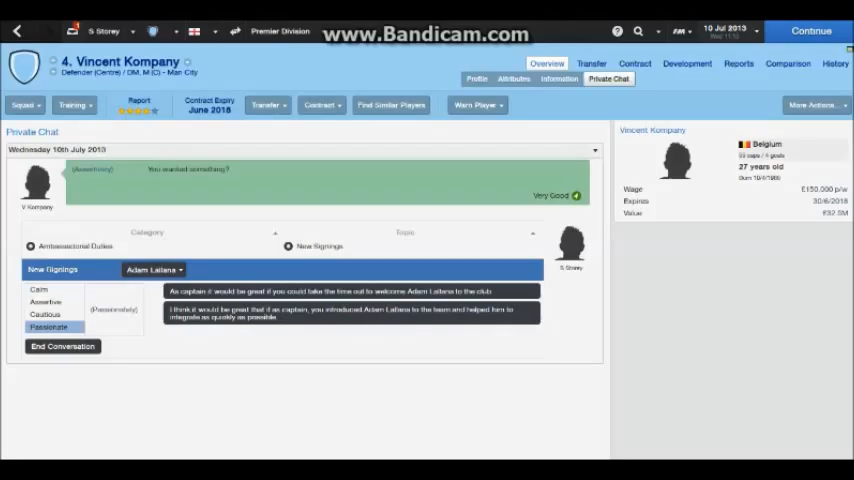 www.Bandicam.com
S Storey
Premier Division
10 Jul 2013
Continue
4. Vincent Kompany
Defender (Centre) / DM, M (C) - Man City
Overview Transfer Contract Development Reports Comparison History
Profile Attributes Information Private Chat
Squad Training Report Contract Expiry June 2018 Transfer Contract Find Similar Players Warn Player More Actions...
Private Chat
Wednesday 10th July 2013
(Assertively) You wanted something?
Very Good
V Kompany
Category Topic
Ambassatorial Duties New Signings
S Storey
New Signings Adam Lallana
Calm
Assertive
Cautious
Passionate
(Passionately)
As captain it would be great if you could take the time out to welcome Adam Lallana to the club.
I think it would be great that if as captain, you introduced Adam Lallana to the team and helped him to
integrate as quickly as possible.
End Conversation
Vincent Kompany
Belgium
27 years old
Born 10/4/1986
Wage £150,000 p/w
Expires 30/6/2018
Value £32.5M